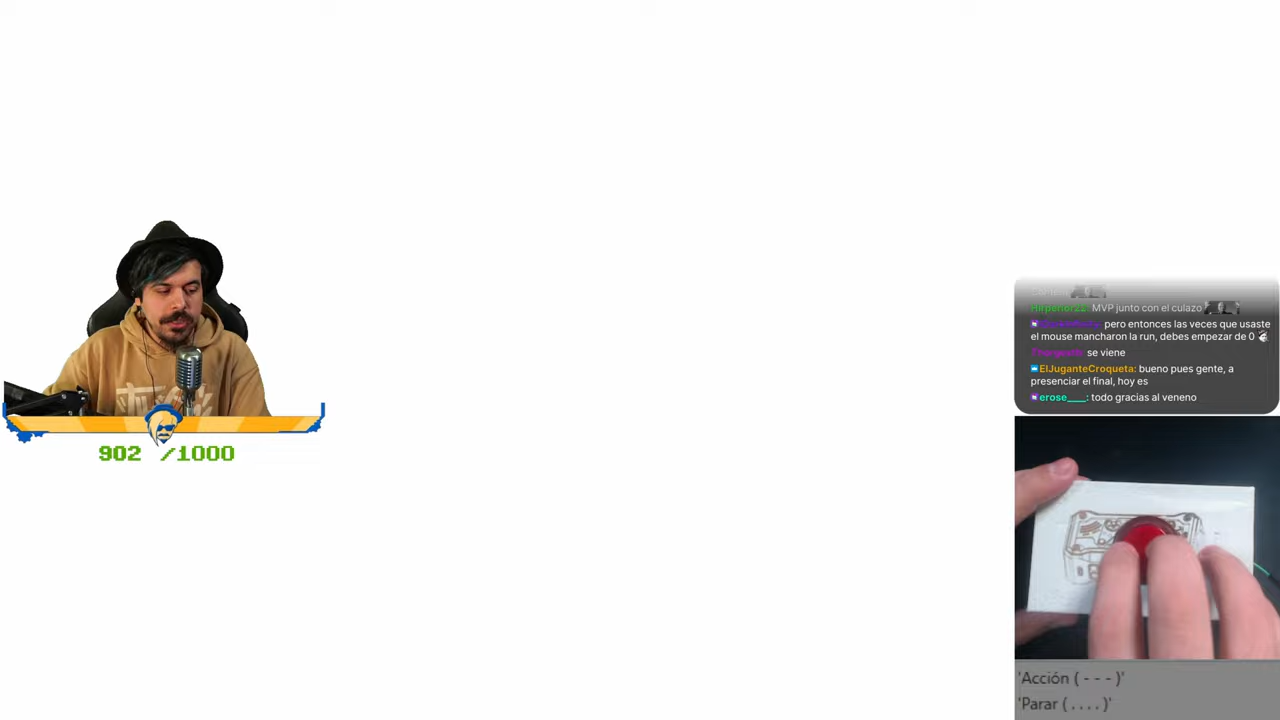 MVP junto con el culazo
pero entonces las veces que usaste
el mouse mancharon la run, debes empezar de 0
se viene
ElJuganteCroqueta: bueno pues gente, a
presenciar el final, hoy es
erose____: todo gracias al veneno
902 /1000
'Acción ( - - - )'
'Parar ( . . . . )'